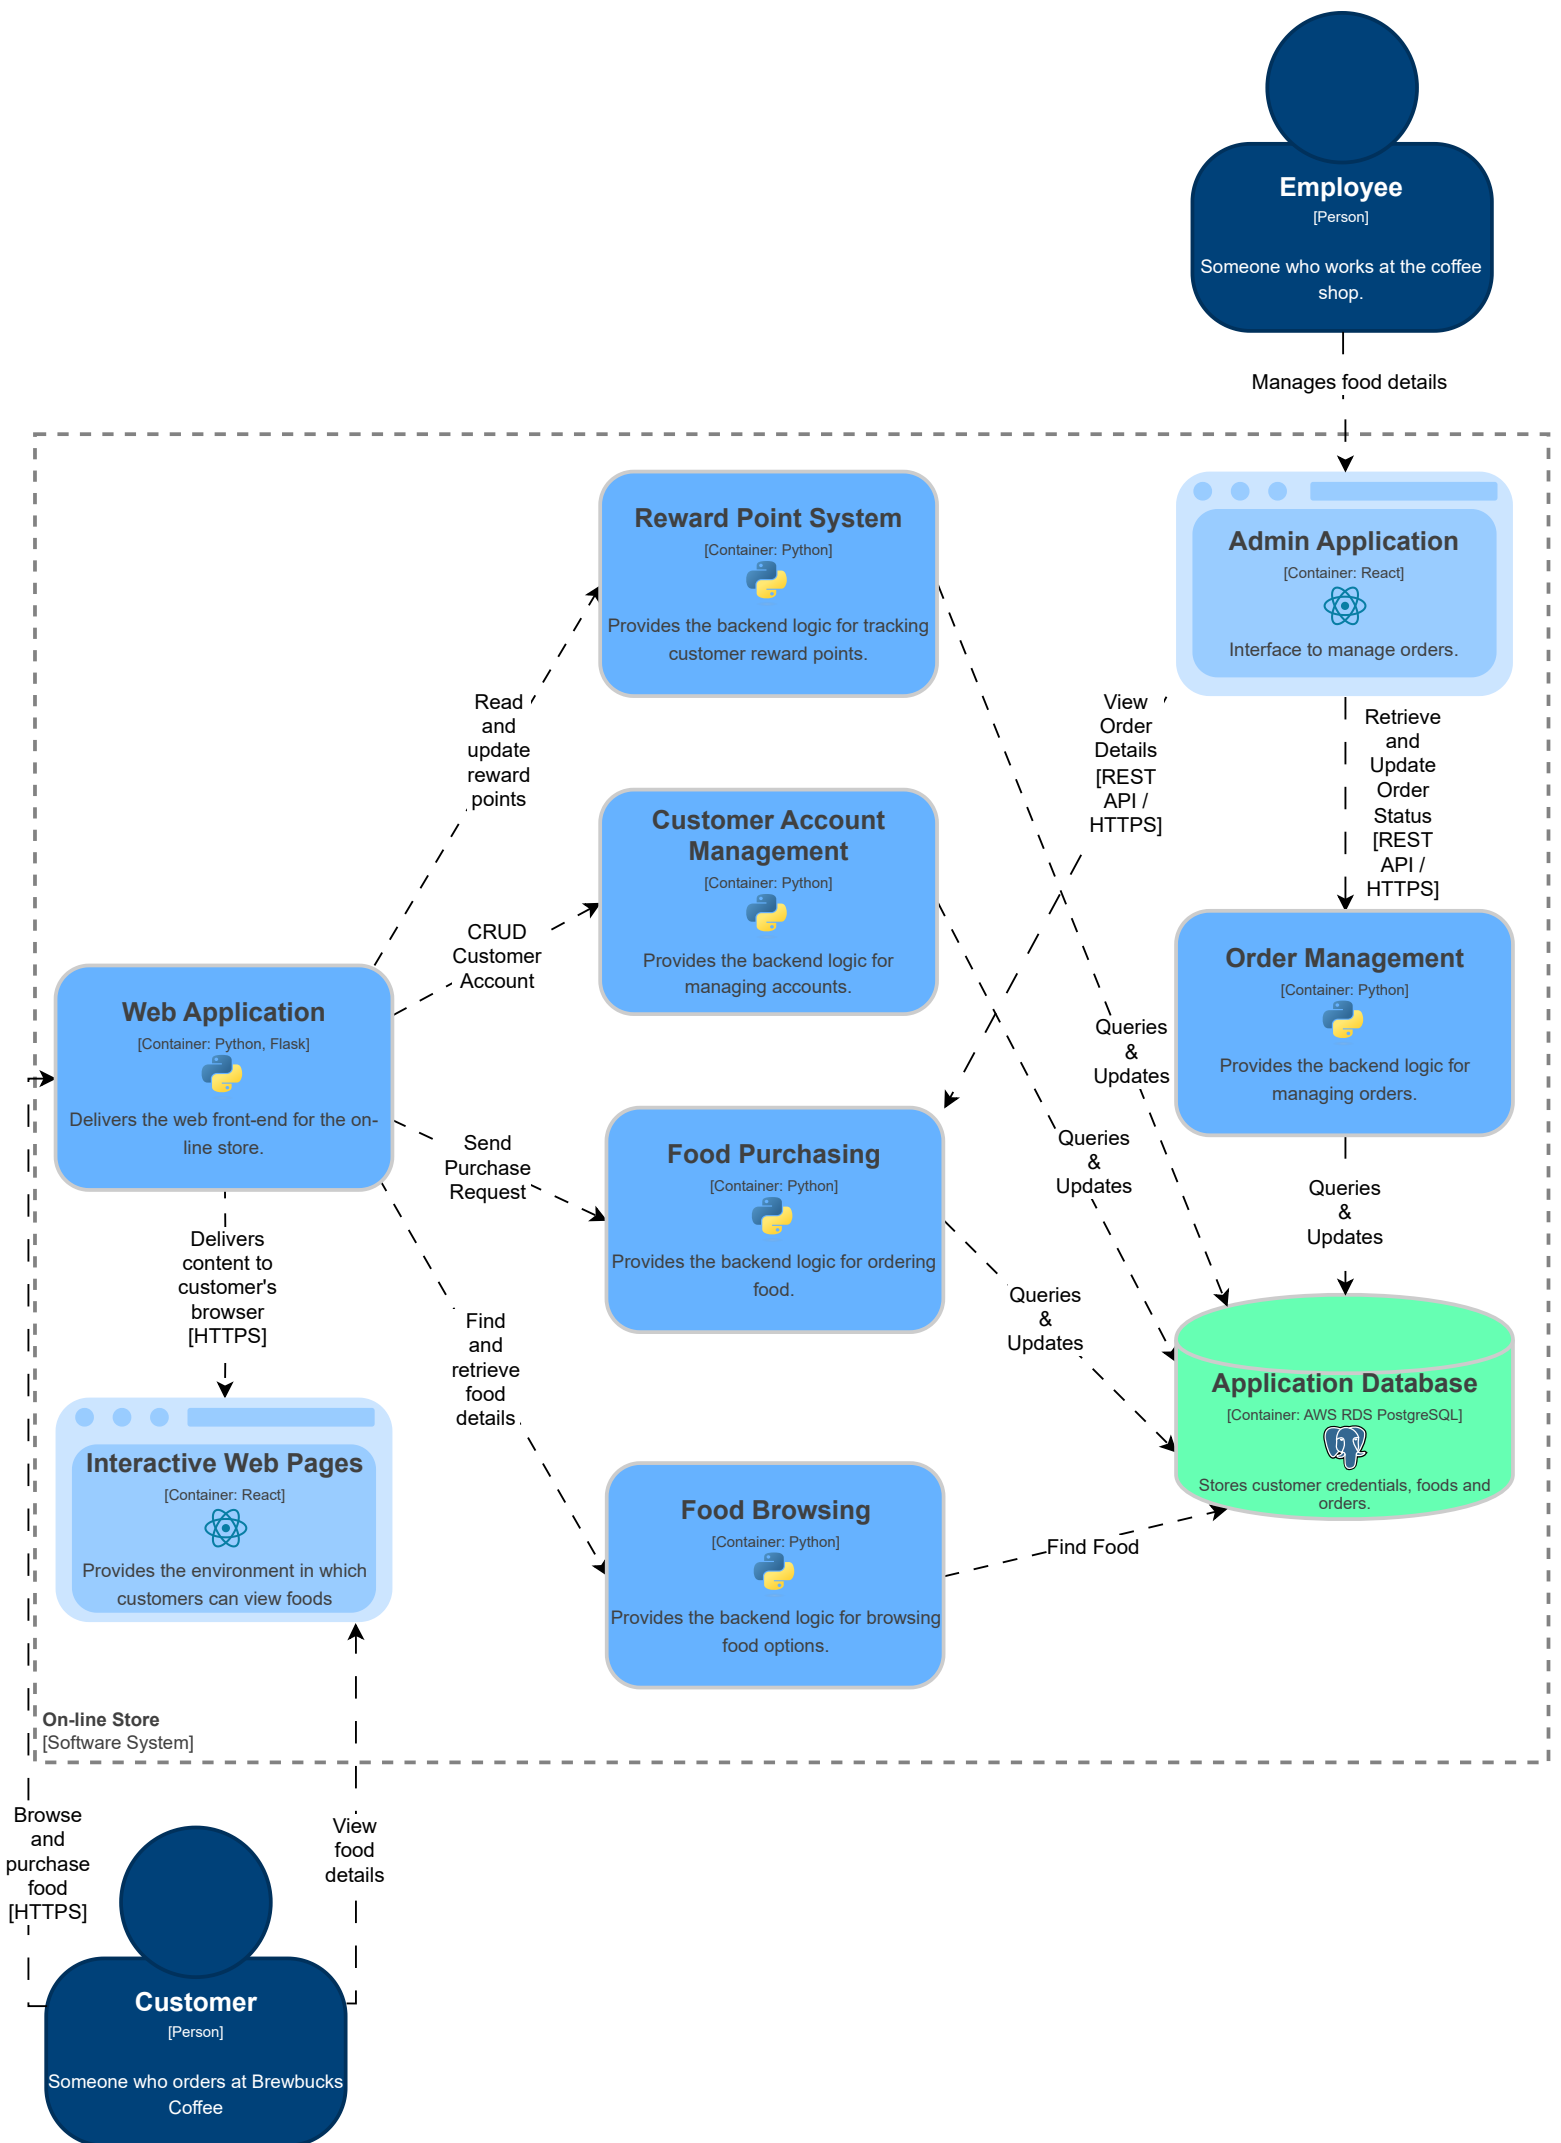 Employee
[Person]
Someone who works at the coffee
shop.
Manages food details
Reward Point System
[Container: Python]
Provides the backend logic for tracking
customer reward points.
Admin Application
[Container: React]
Interface to manage orders.
Read
and
update
reward
points
View
Order
Details
[REST
API /
HTTPS]
Retrieve
and
Update
Order
Status
[REST
API /
HTTPS]
Customer Account
Management
[Container: Python]
Provides the backend logic for
managing accounts.
CRUD
Customer
Account
Web Application
[Container: Python, Flask]
Delivers the web front-end for the on-
line store.
Order Management
[Container: Python]
Provides the backend logic for
managing orders.
Queries
&
Updates
Queries
&
Updates
Send
Purchase
Request
Food Purchasing
[Container: Python]
Provides the backend logic for ordering
food.
Queries
&
Updates
Delivers
content to
customer's
browser
[HTTPS]
Queries
&
Updates
Find
and
retrieve
food
details
Application Database
[Container: AWS RDS PostgreSQL]
Stores customer credentials, foods and
orders.
Interactive Web Pages
[Container: React]
Provides the environment in which
customers can view foods
Food Browsing
[Container: Python]
Provides the backend logic for browsing
food options.
Find Food
On-line Store
[Software System]
Browse
and
purchase
food
[HTTPS]
View
food
details
Customer
[Person]
Someone who orders at Brewbucks
Coffee